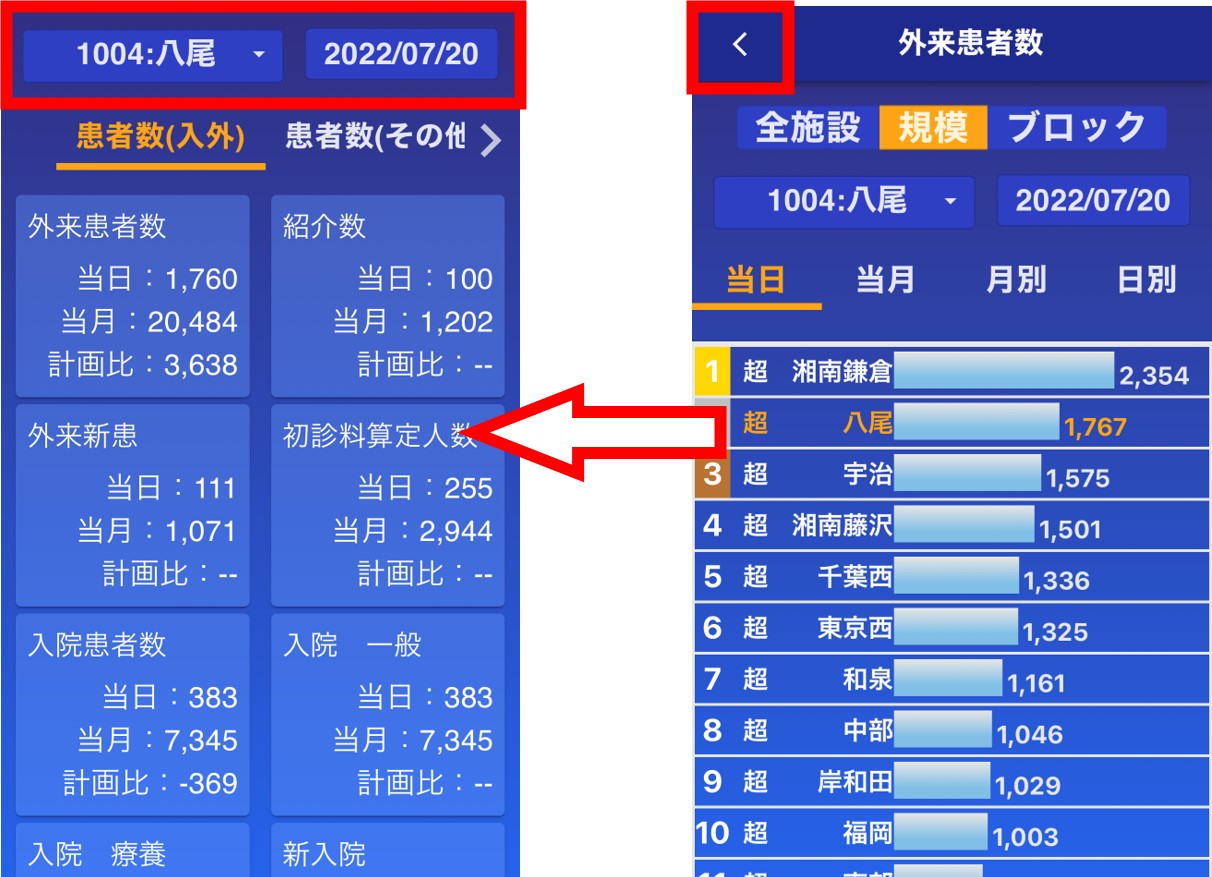 1004:八尾
2022/07/20
患者数(入外)
患者数(その他
外来患者数
当日：1,760
当月：20,484
計画比：3,638
紹介数
当日：100
当月：1,202
計画比：--
外来新患
当日：111
当月：1,071
計画比：--
初診料算定人数
当日：255
当月：2,944
計画比：--
入院患者数
当日：383
当月：7,345
計画比：-369
入院　一般
当日：383
当月：7,345
計画比：--
入院　療養
新入院
外来患者数
全施設 規模 ブロック
1004:八尾
2022/07/20
当日 当月 月別 日別
1 超 湘南鎌倉 2,354
超 八尾 1,767
3 超 宇治 1,575
4 超 湘南藤沢 1,501
5 超 千葉西 1,336
6 超 東京西 1,325
7 超 和泉 1,161
8 超 中部 1,046
9 超 岸和田 1,029
10 超 福岡 1,003